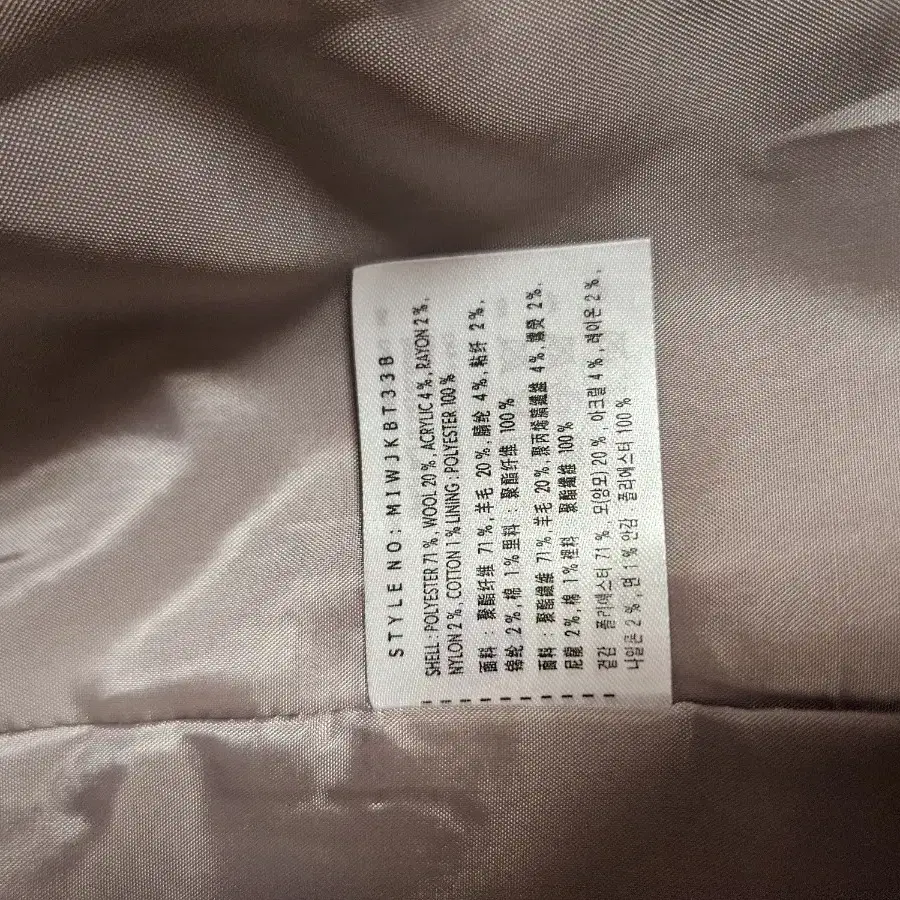 STYLE NO: MIWJKBT33B
SHELL : POLYESTER 71 %, WOOL 20 %, ACRYLIC 4 %, RAYON 2 %,
NYLON 2 %, COTTON 1 % LINING : POLYESTER 100 %
面料 : 聚酯纤维 71 %, 羊毛 20 %, 腈纶 4 %, 粘纤 2 %,
锦纶 2 %, 棉 1 % 里料 : 聚酯纤维 100 %
面料 : 聚酯纖維 71 %, 羊毛 20 %, 聚丙烯腈纖維 4 %, 嫘縈 2 %,
尼龍 2 %, 棉 1 % 裡料 聚酯纖維 100 %
겉감 폴리에스터 71 %, 모(양모) 20 %, 아크릴 4 %, 레이온 2 %,
나일론 2 %, 면 1 % 안감 : 폴리에스터 100 %